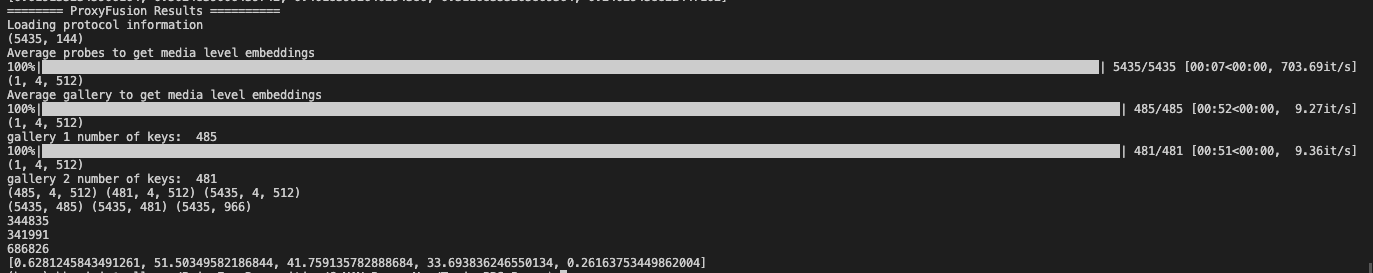 ======== ProxyFusion Results ==========
Loading protocol information
(5435, 144)
Average probes to get media level embeddings
100%| | 5435/5435 [00:07<00:00, 703.69it/s]
(1, 4, 512)
Average gallery to get media level embeddings
100%| | 485/485 [00:52<00:00,  9.27it/s]
(1, 4, 512)
gallery 1 number of keys:  485
100%| | 481/481 [00:51<00:00,  9.36it/s]
(1, 4, 512)
gallery 2 number of keys:  481
(485, 4, 512) (481, 4, 512) (5435, 4, 512)
(5435, 485) (5435, 481) (5435, 966)
344835
341991
686826
[0.6281245843491261, 51.50349582186844, 41.759135782888684, 33.693836246550134, 0.26163753449862004]